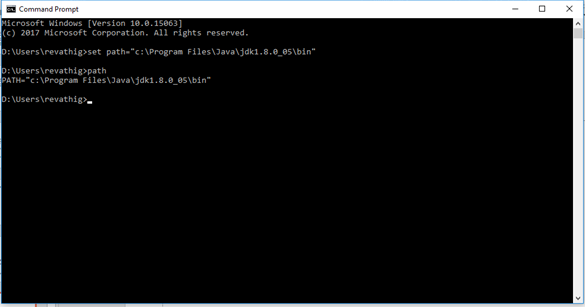 Command Prompt
Microsoft Windows [Version 10.0.15063]
(c) 2017 Microsoft Corporation. All rights reserved.
D:\Users\revathig>set path="c:\Program Files\Java\jdk1.8.0_05\bin"
D:\Users\revathig>path
PATH="c:\Program Files\Java\jdk1.8.0_05\bin"
D:\Users\revathig>